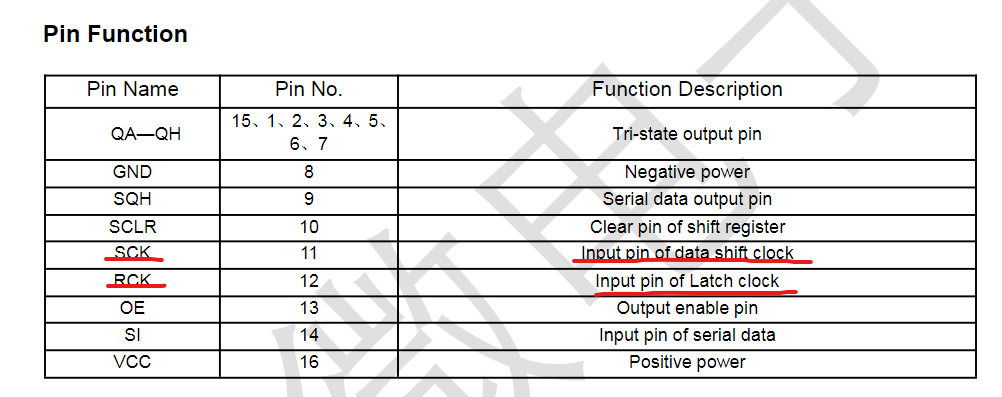 Pin Function
Pin Name Pin No. Function Description
QA—QH 15、1、2、3、4、5、6、7 Tri-state output pin
GND 8 Negative power
SQH 9 Serial data output pin
SCLR 10 Clear pin of shift register
SCK 11 Input pin of data shift clock
RCK 12 Input pin of Latch clock
OE 13 Output enable pin
SI 14 Input pin of serial data
VCC 16 Positive power
微电